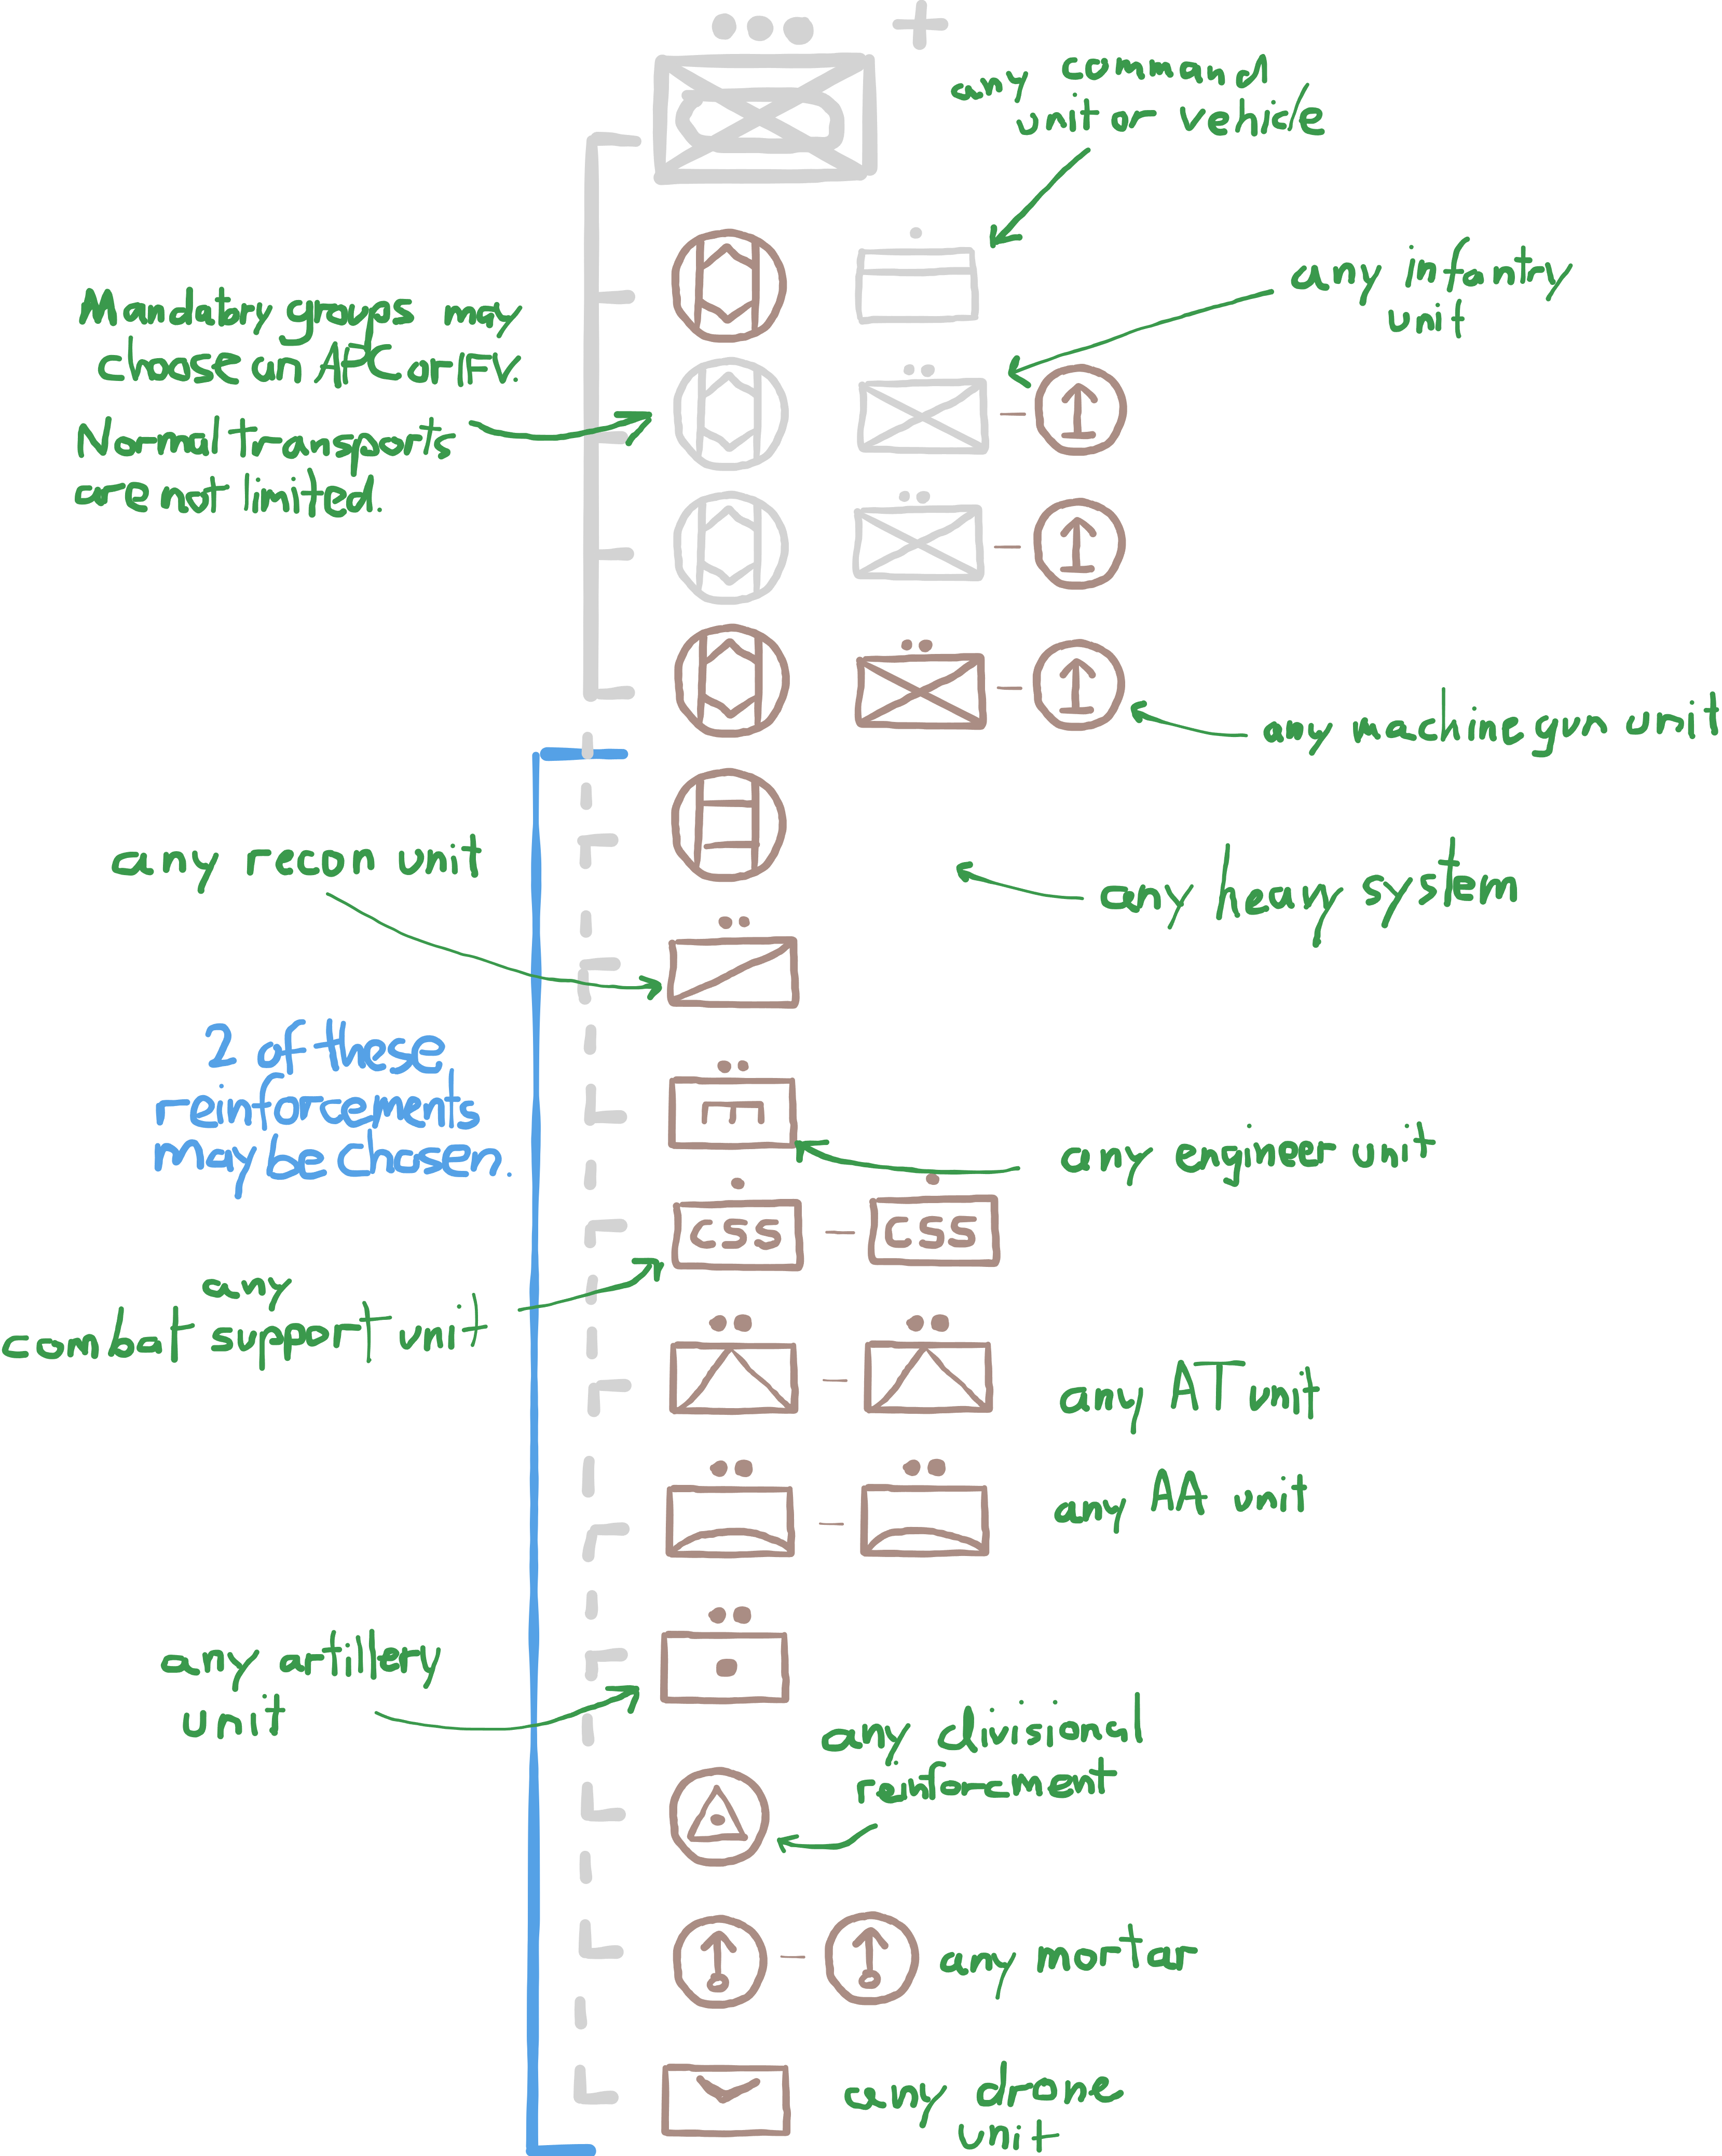 any command
unit or vehicle
any infantry
unit
Mandatory groups may
choose an APC or IFV.
Normal transports
are not limited.
any machinegun unit
any recon unit
any heavy system
2 of these
reinforcements
may be chosen.
any engineer unit
CSS - CSS
any
combat support unit
any AT unit
any AA unit
any artillery
unit
any divisional
reinforcement
any mortar
any drone
unit